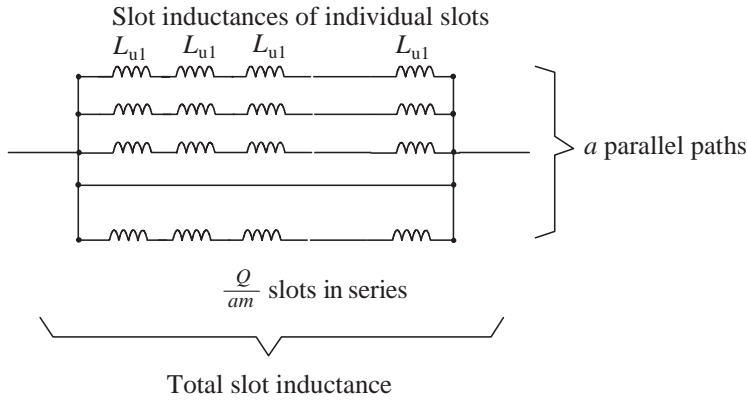 Slot inductances of individual slots
L_u1 L_u1 L_u1 L_u1
a parallel paths
Q/am slots in series
Total slot inductance